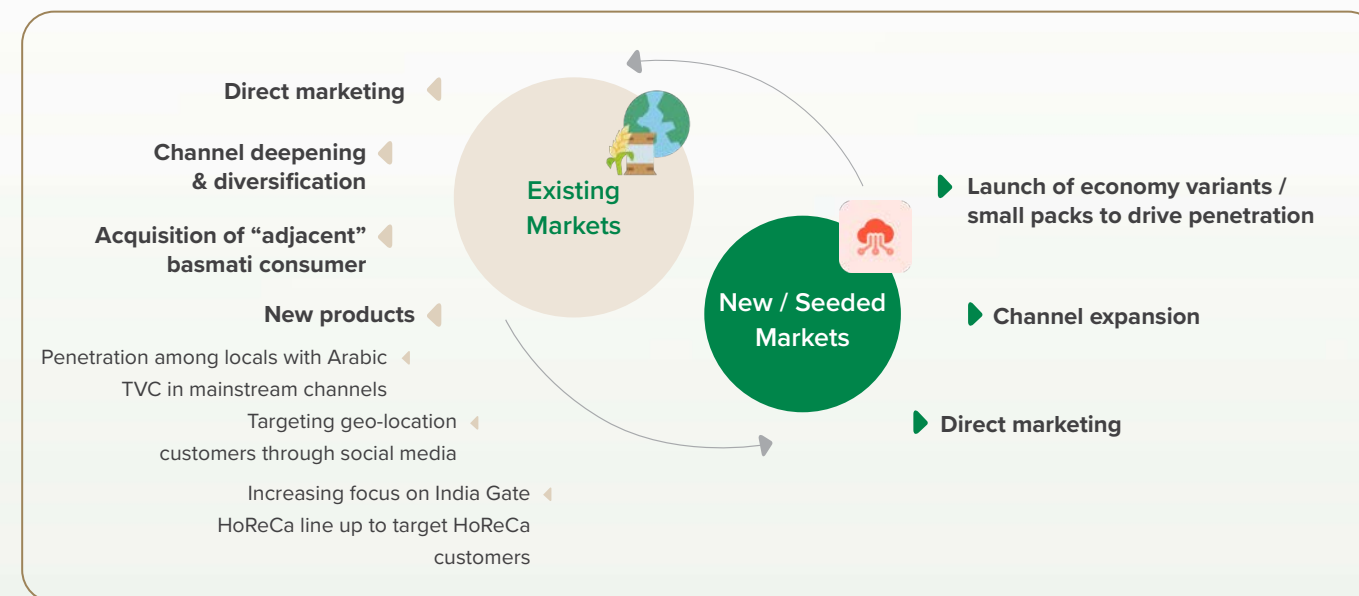 Direct marketing
Channel deepening
& diversification
Acquisition of “adjacent”
basmati consumer
New products
Penetration among locals with Arabic
TVC in mainstream channels
Targeting geo-location
customers through social media
Increasing focus on India Gate
HoReCa line up to target HoReCa
customers
Existing
Markets
New / Seeded
Markets
Launch of economy variants /
small packs to drive penetration
Channel expansion
Direct marketing